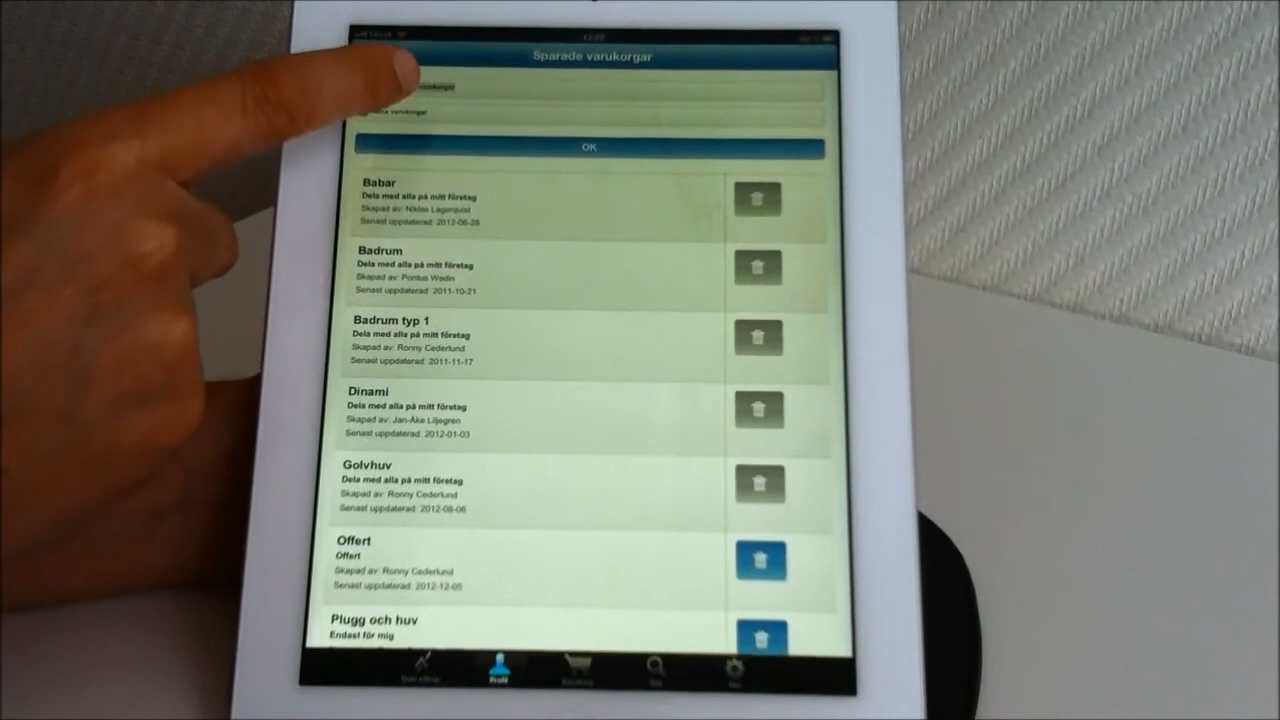 TELIA
Sparade varukorgar
varukorgar
OK
Babar
Dela med alla på mitt företag
Skapad av: Niklas Lagerquist
Senast uppdaterad: 2012-08-28
Badrum
Dela med alla på mitt företag
Skapad av: Pontus Wedin
Senast uppdaterad: 2011-10-21
Badrum typ 1
Dela med alla på mitt företag
Skapad av: Ronny Cederlund
Senast uppdaterad: 2011-11-17
Dinami
Dela med alla på mitt företag
Skapad av: Jan-Åke Liljegren
Senast uppdaterad: 2012-01-03
Golvhuv
Dela med alla på mitt företag
Skapad av: Ronny Cederlund
Senast uppdaterad: 2012-08-06
Offert
Offert
Skapad av: Ronny Cederlund
Senast uppdaterad: 2012-12-05
Plugg och huv
Endast för mig
Profil